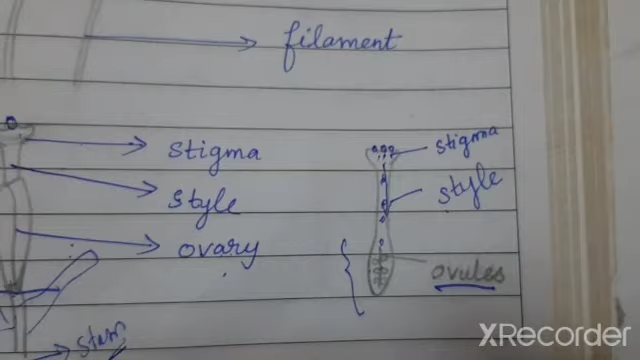 filament
stigma
style
ovary
stem
stigma
style
ovules
XRecorder